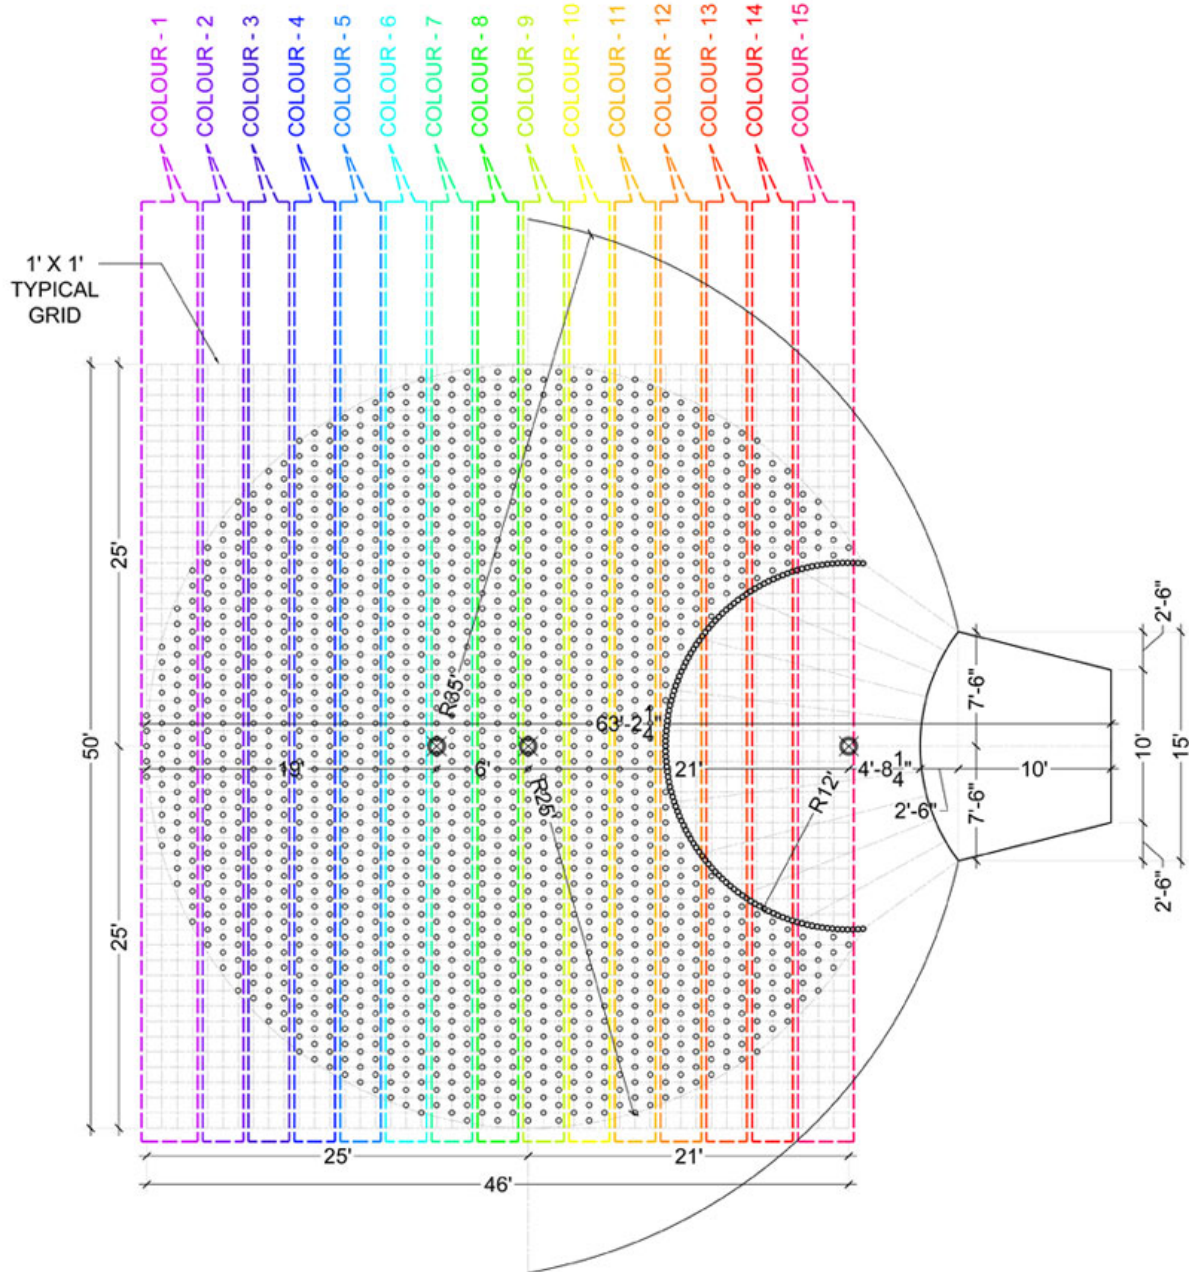 COLOUR - 1
COLOUR - 2
COLOUR - 3
COLOUR - 4
COLOUR - 5
COLOUR - 6
COLOUR - 7
COLOUR - 8
COLOUR - 9
COLOUR - 10
COLOUR - 11
COLOUR - 12
COLOUR - 13
COLOUR - 14
COLOUR - 15
1' X 1'
TYPICAL
GRID
25'
50'
25'
R35'
63'-2 1/4"
19'
6'
21'
R25'
R12'
4'-8 1/4"
2'-6"
10'
7'-6"
7'-6"
2'-6"
10'
15'
2'-6"
25'
21'
46'